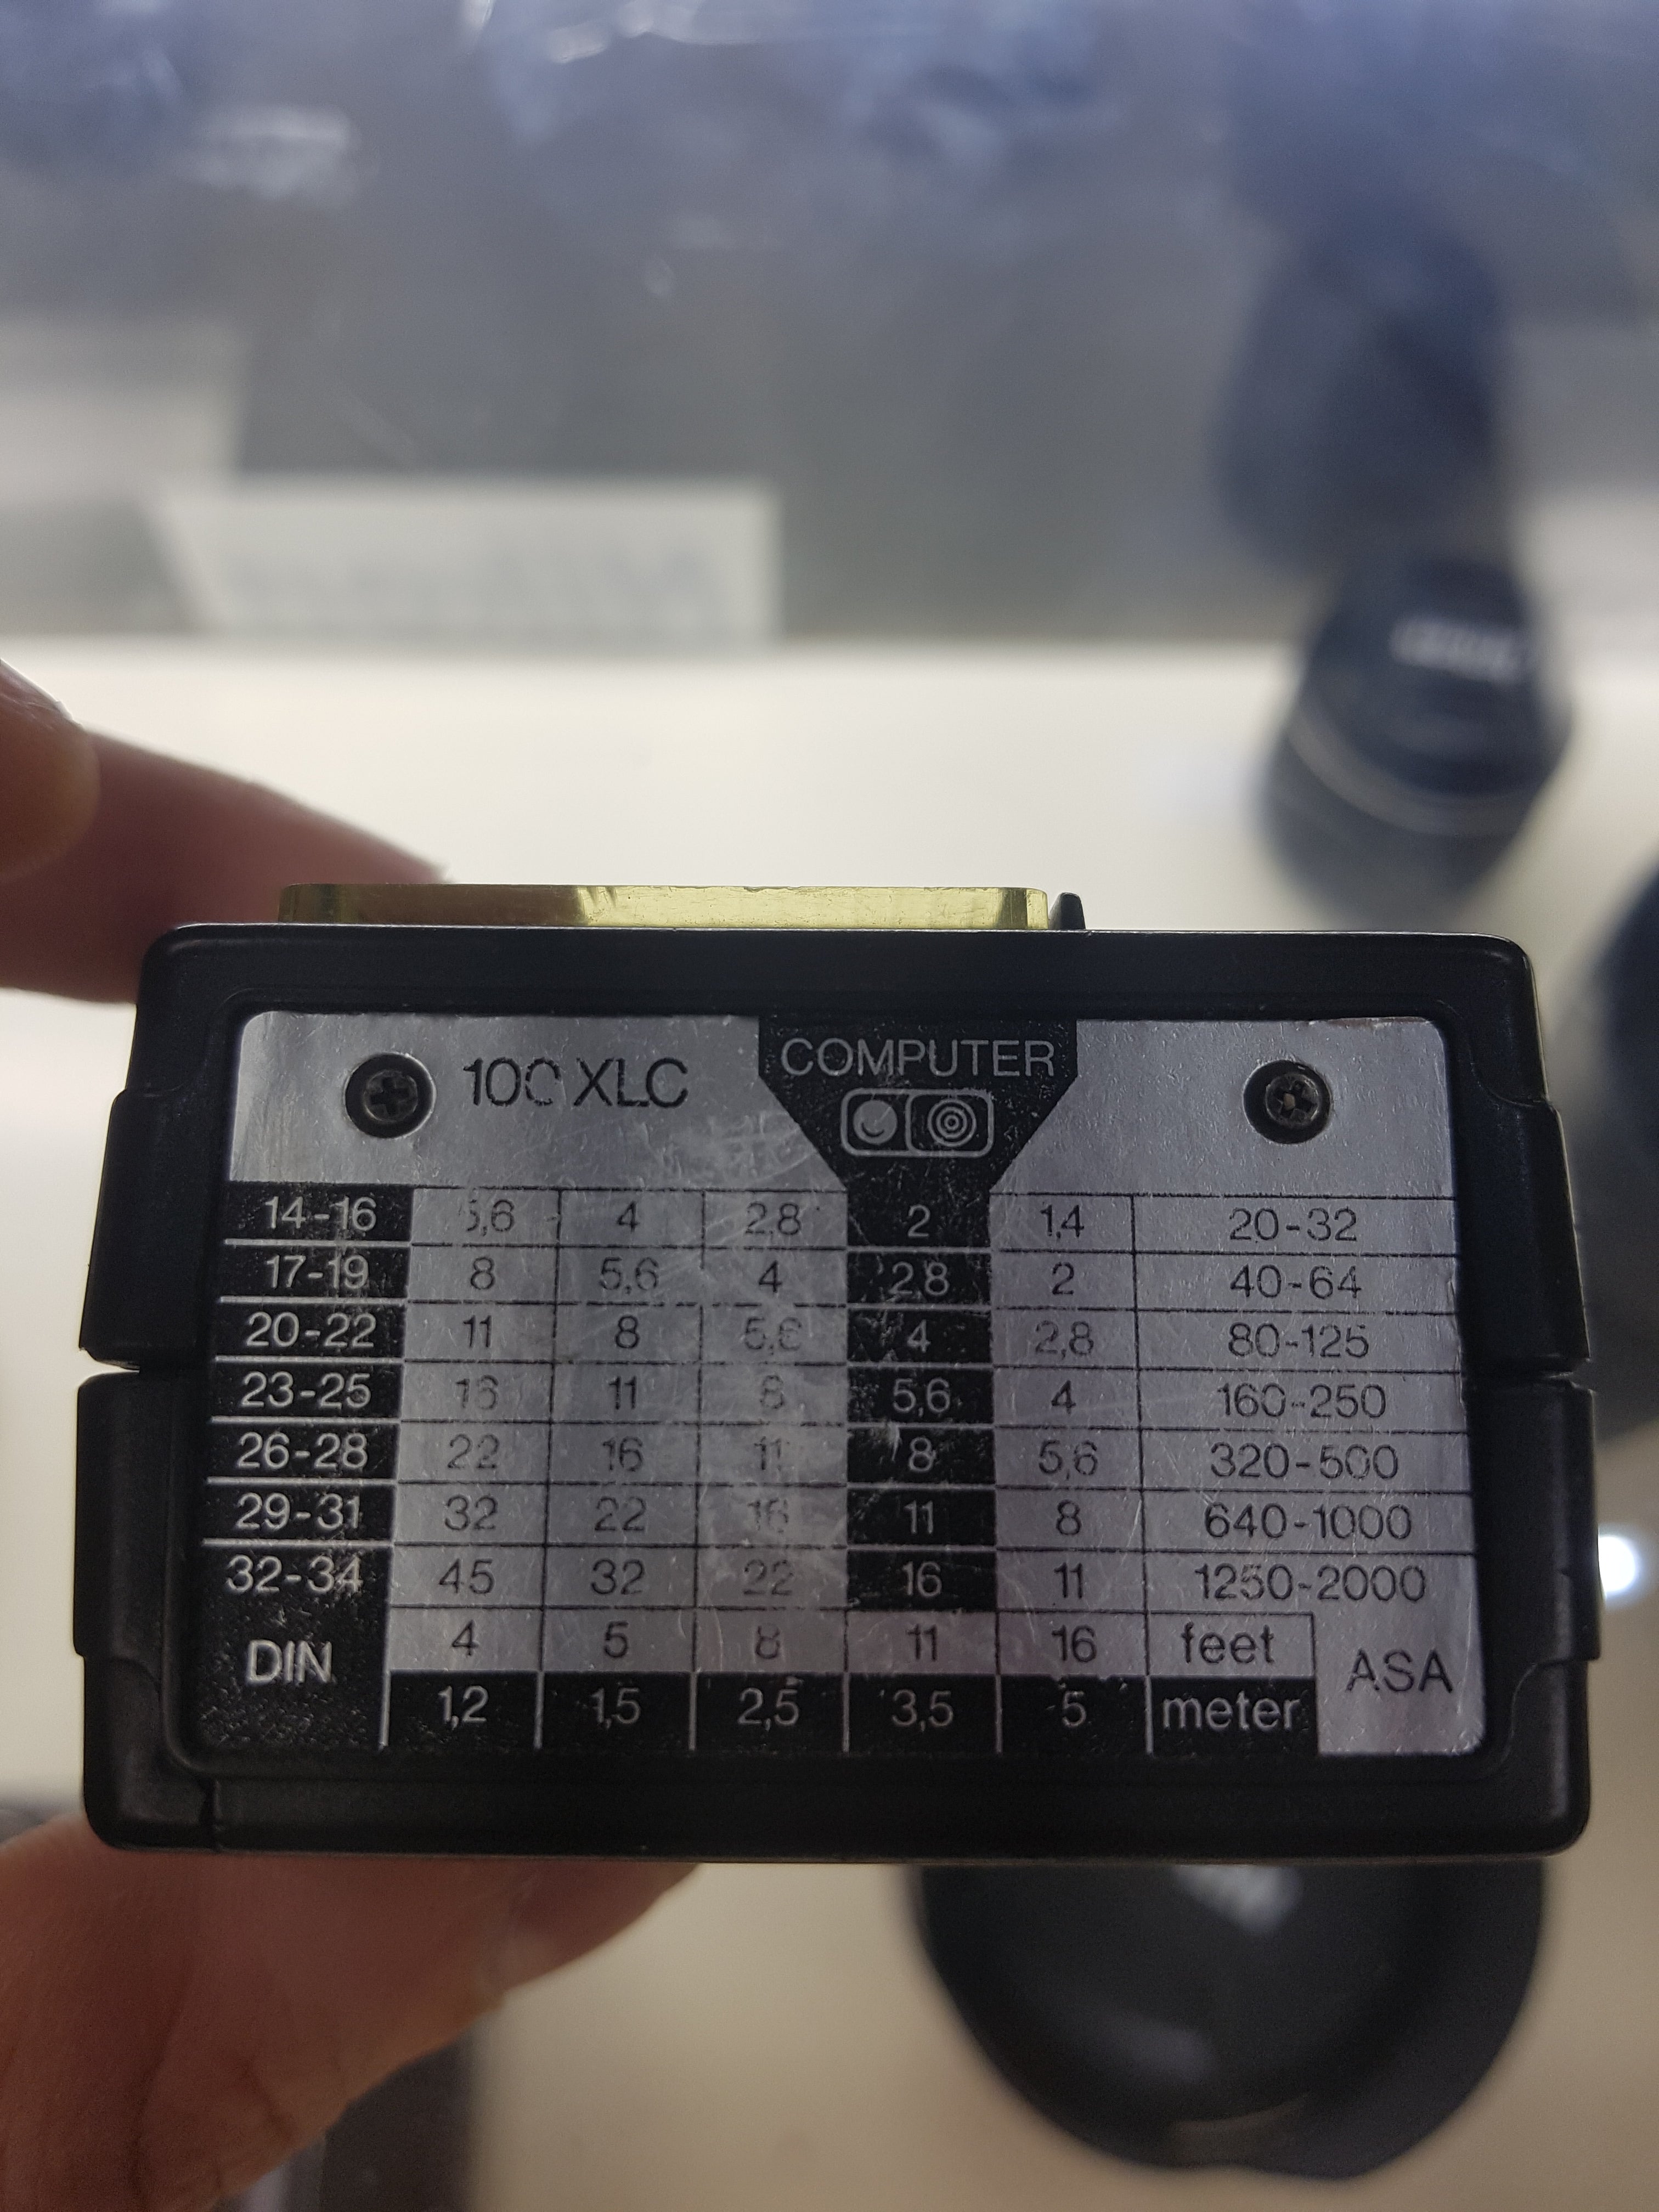 100 XLC COMPUTER
14-16 5,6 4 2,8 2 1,4 20-32
17-19 8 5,6 4 2,8 2 40-64
20-22 11 8 5,6 4 2,8 80-125
23-25 16 11 8 5,6 4 160-250
26-28 22 16 11 8 5,6 320-500
29-31 32 22 16 11 8 640-1000
32-34 45 32 22 16 11 1250-2000
DIN 4 5 8 11 16 feet ASA
1,2 1,5 2,5 3,5 5 meter